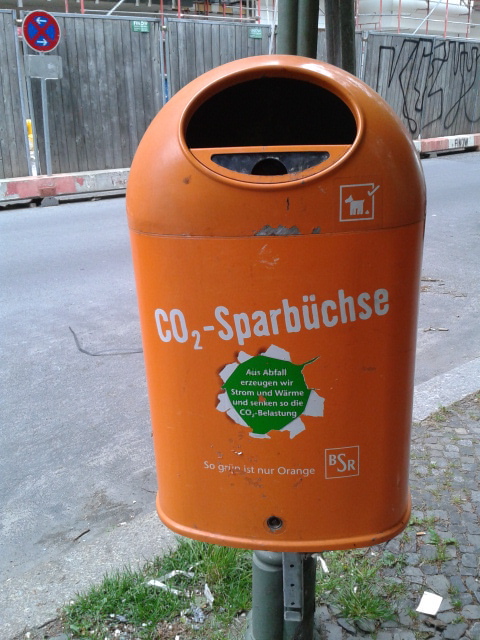 CO₂-Sparbüchse
Aus Abfall
erzeugen wir
Strom und Wärme
und senken so die
CO₂-Belastung
So grün ist nur Orange
BSR